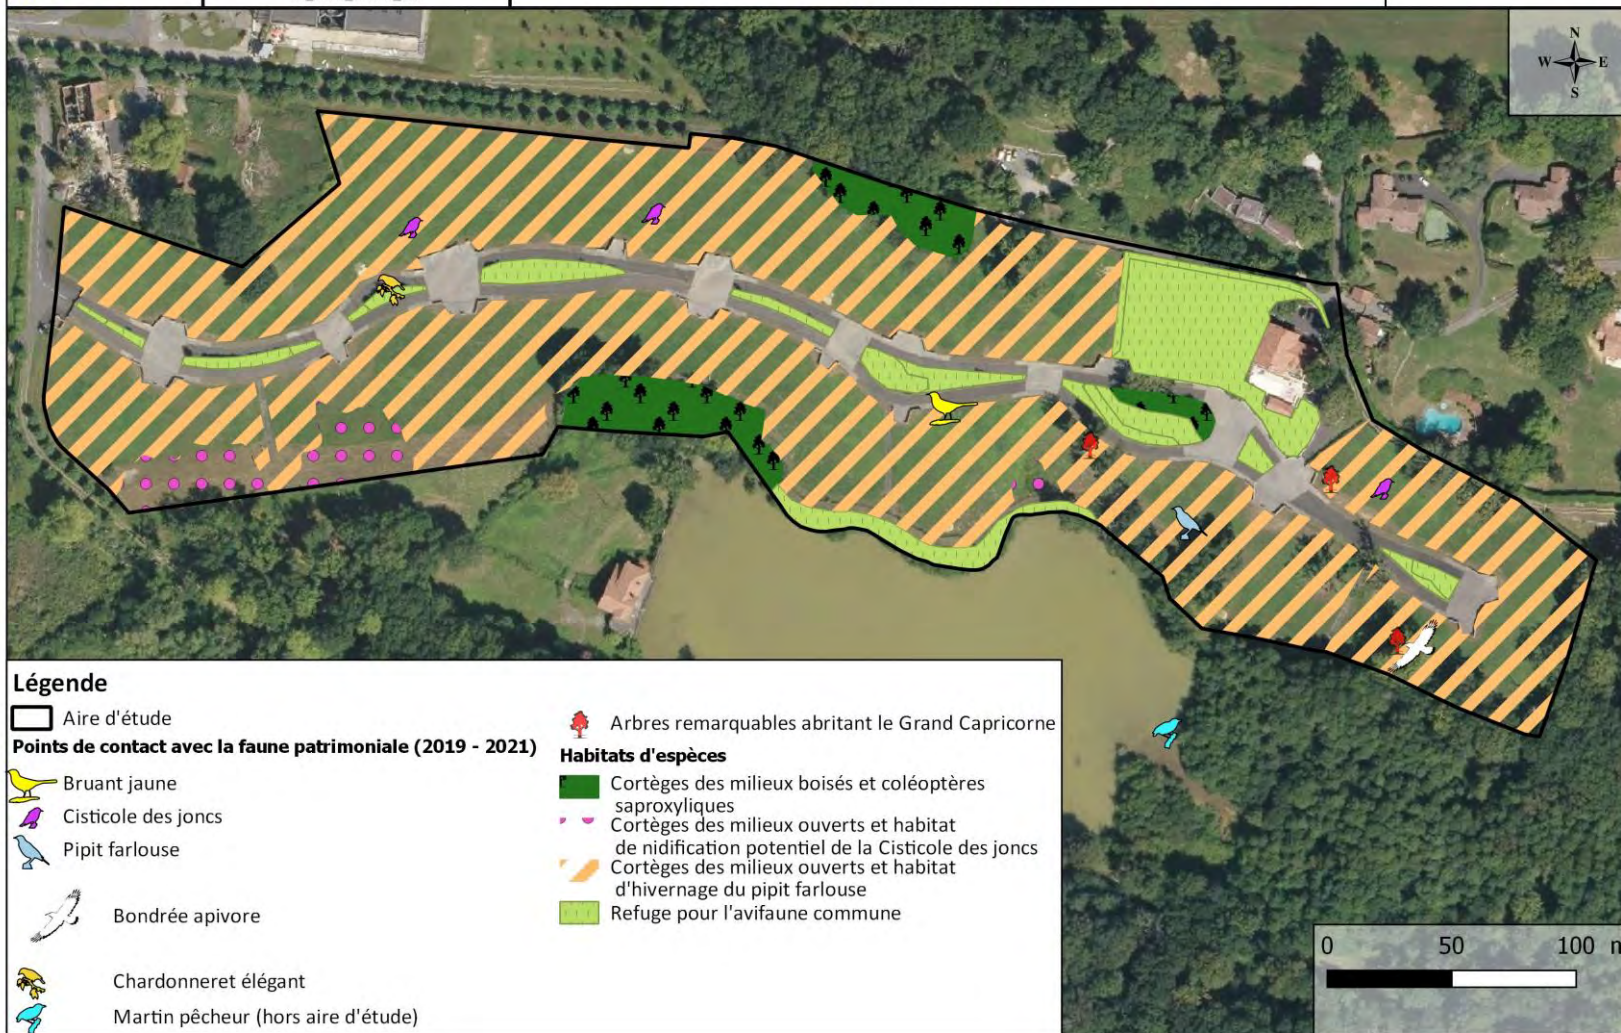 N
W E
S
Légende
Aire d'étude
Points de contact avec la faune patrimoniale (2019 - 2021)
Bruant jaune
Cisticole des joncs
Pipit farlouse
Bondrée apivore
Chardonneret élégant
Martin pêcheur (hors aire d'étude)
Arbres remarquables abritant le Grand Capricorne
Habitats d'espèces
Cortèges des milieux boisés et coléoptères
saproxyliques
Cortèges des milieux ouverts et habitat
de nidification potentiel de la Cisticole des joncs
Cortèges des milieux ouverts et habitat
d'hivernage du pipit farlouse
Refuge pour l'avifaune commune
0 50 100 m